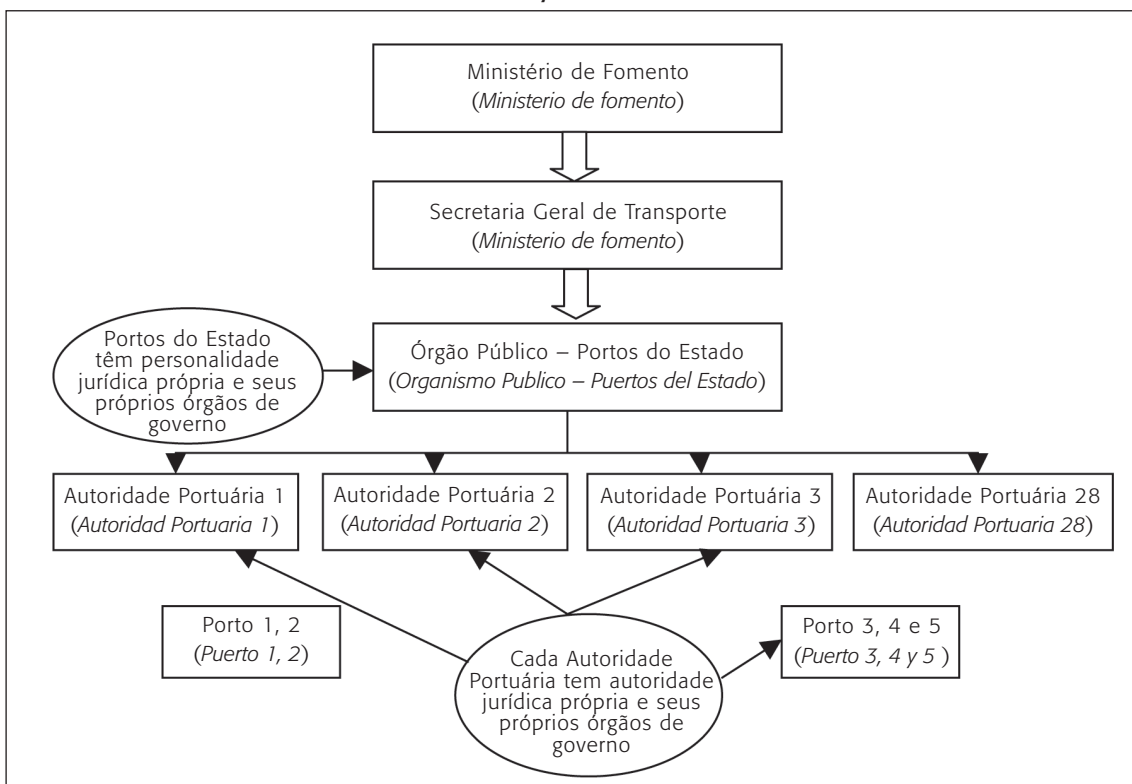 Ministério de Fomento
(Ministerio de fomento)
Secretaria Geral de Transporte
(Ministerio de fomento)
Portos do Estado
têm personalidade
jurídica própria e seus
próprios órgãos de
governo
Órgão Público – Portos do Estado
(Organismo Publico – Puertos del Estado)
Autoridade Portuária 1
(Autoridad Portuaria 1)
Autoridade Portuária 2
(Autoridad Portuaria 2)
Autoridade Portuária 3
(Autoridad Portuaria 3)
Autoridade Portuária 28
(Autoridad Portuaria 28)
Porto 1, 2
(Puerto 1, 2)
Cada Autoridade
Portuária tem autoridade
jurídica própria e seus
próprios órgãos de
governo
Porto 3, 4 e 5
(Puerto 3, 4 y 5 )